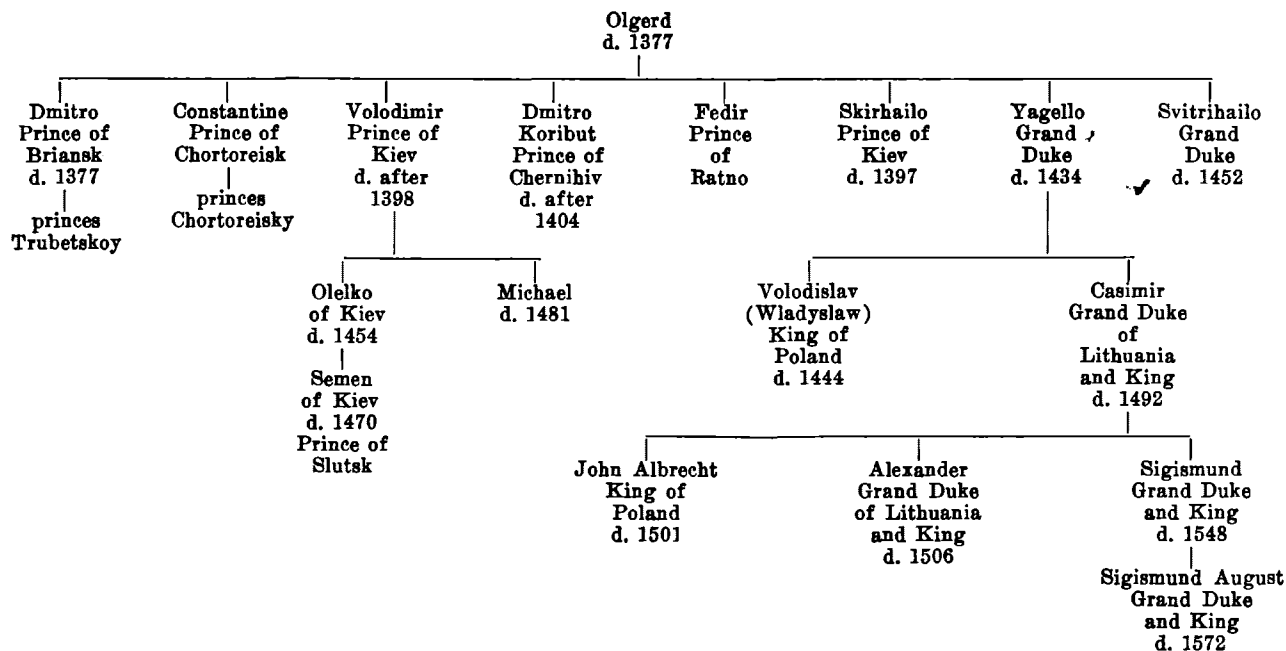 Olgerd
d. 1377
Dmitro
Prince of
Briansk
d. 1377
princes
Trubetskoy
Constantine
Prince of
Chortoreisk
princes
Chortoreisky
Volodimir
Prince of
Kiev
d. after
1398
Dmitro
Koribut
Prince of
Chernihiv
d. after
1404
Fedir
Prince
of
Ratno
Skirhailo
Prince of
Kiev
d. 1397
Yagello
Grand
Duke
d. 1434
Svitrihailo
Grand
Duke
d. 1452
Olelko
of Kiev
d. 1454
Semen
of Kiev
d. 1470
Prince of
Slutsk
Michael
d. 1481
Volodislav
(Wladyslaw)
King of
Poland
d. 1444
Casimir
Grand Duke
of
Lithuania
and King
d. 1492
John Albrecht
King of
Poland
d. 1501
Alexander
Grand Duke
of Lithuania
and King
d. 1506
Sigismund
Grand Duke
and King
d. 1548
Sigismund August
Grand Duke
and King
d. 1572